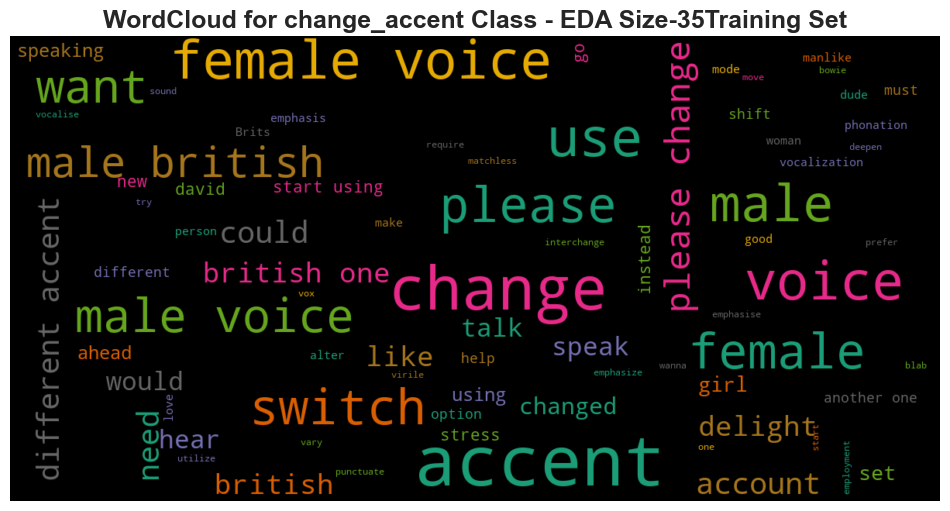 WordCloud for change_accent Class - EDA Size-35Training Set
speaking
female voice
go
mode
manlike
move
bowie
want
sound
vocalise
dude
must
shift
emphasis
Brits
use
please change
phonation
require
woman
deepen
male british
matchless
vocalization
new
david
start using
try
please
male
could
make
person
different accent
interchange
instead
good
prefer
different
british one
change
voice
vox
male voice
emphasise
talk
ahead
alter
like
help
speak
female
wanna
blab
virile
emphasize
would
girl
love
switch
using
option
changed
another one
need
hear
vary
stress
delight
start
one
utilize
accent
punctuate
employment
set
british
account